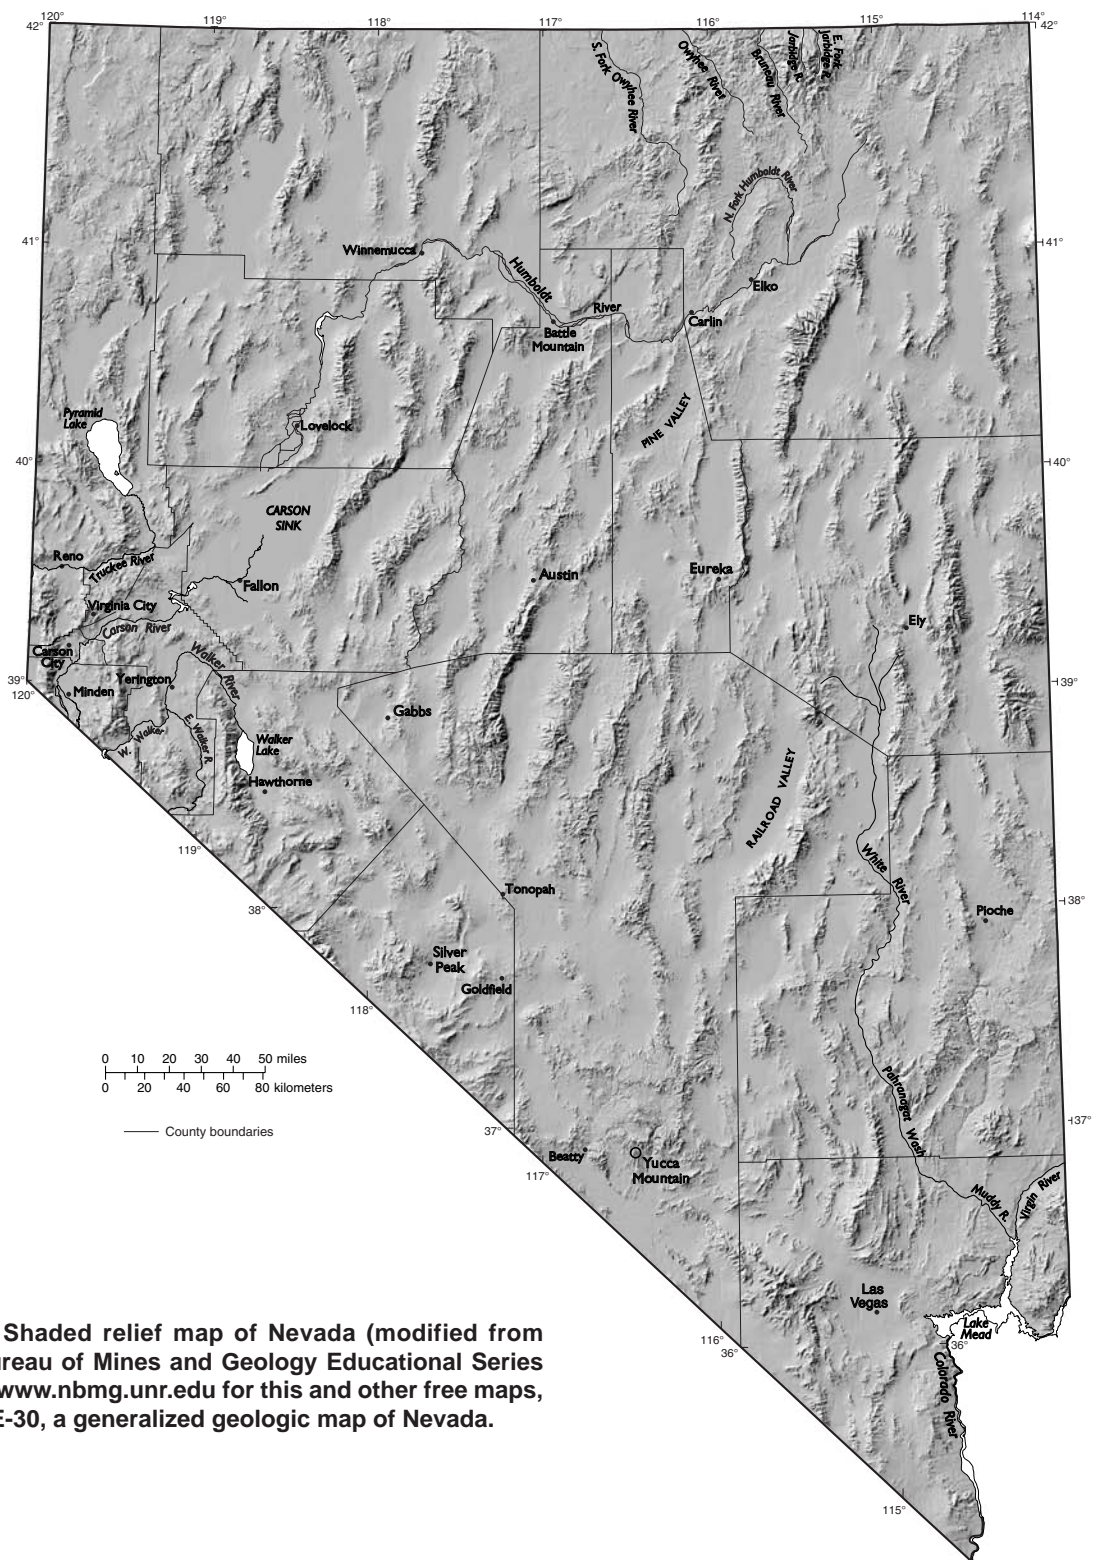 120°
119°
118°
117°
116°
115°
114°
42°
42°
S. Fork Owyhee River
Owyhee River
Bruneau River
Jarbidge R.
E. Fork
Jarbidge R.
N. Fork Humboldt River
41°
41°
Winnemucca
Humboldt
River
Elko
Carlin
Battle
Mountain
PINE VALLEY
Pyramid
Lake
Lovelock
40°
40°
CARSON
SINK
Reno
Truckee River
Fallon
Austin
Eureka
Virginia City
Carson River
Ely
Carson
City
Walker River
39°
120°
39°
Yerington
Minden
Gabbs
W. Walker
E. Walker R.
Walker
Lake
Hawthorne
RAILROAD VALLEY
119°
White River
Tonopah
38°
38°
Pioche
Silver
Peak
Goldfield
118°
0 10 20 30 40 50 miles
0 20 40 60 80 kilometers
Pahranagat Wash
County boundaries
37°
37°
Beatty
Yucca
Mountain
117°
Muddy R.
Virgin River
Las
Vegas
Lake
Mead
116°
36°
36°
Colorado River
115°
Shaded relief map of Nevada (modified from
ureau of Mines and Geology Educational Series
www.nbmg.unr.edu for this and other free maps,
E-30, a generalized geologic map of Nevada.